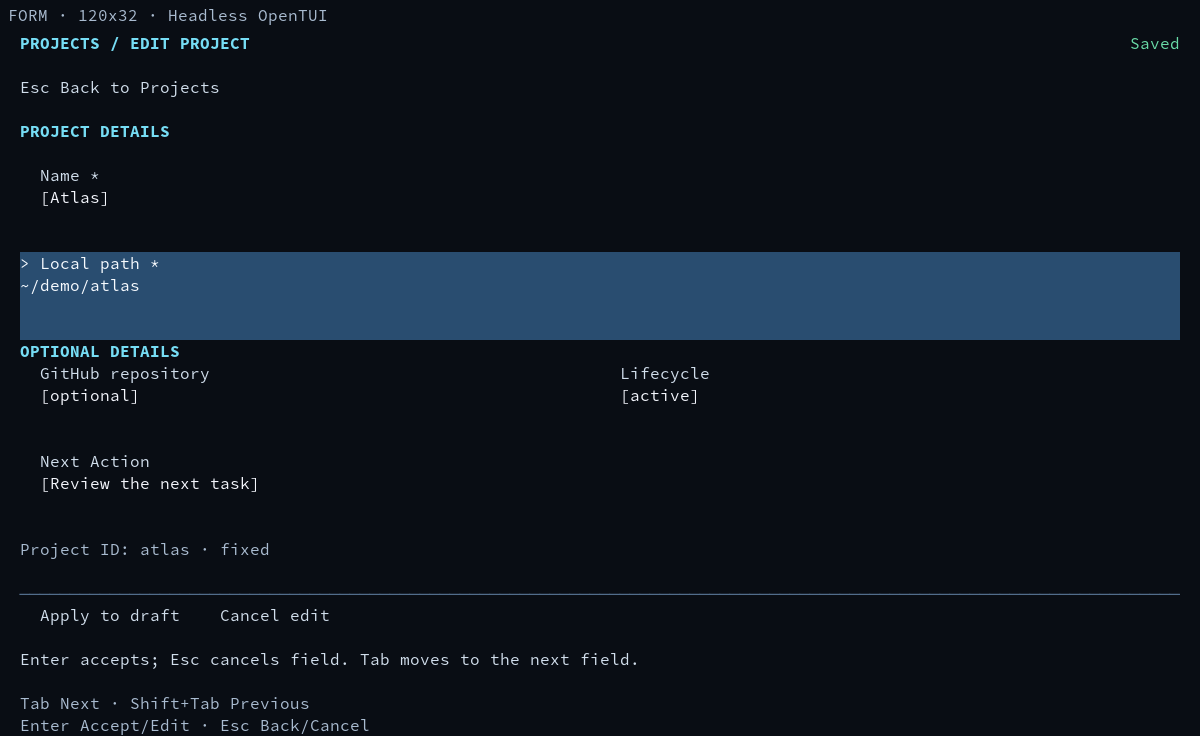 FORM · 120x32 · Headless OpenTUI
PROJECTS / EDIT PROJECT Saved
Esc Back to Projects
PROJECT DETAILS
Name *
[Atlas]
> Local path *
~/demo/atlas
OPTIONAL DETAILS
GitHub repository Lifecycle
[optional] [active]
Next Action
[Review the next task]
Project ID: atlas · fixed
Apply to draft Cancel edit
Enter accepts; Esc cancels field. Tab moves to the next field.
Tab Next · Shift+Tab Previous
Enter Accept/Edit · Esc Back/Cancel